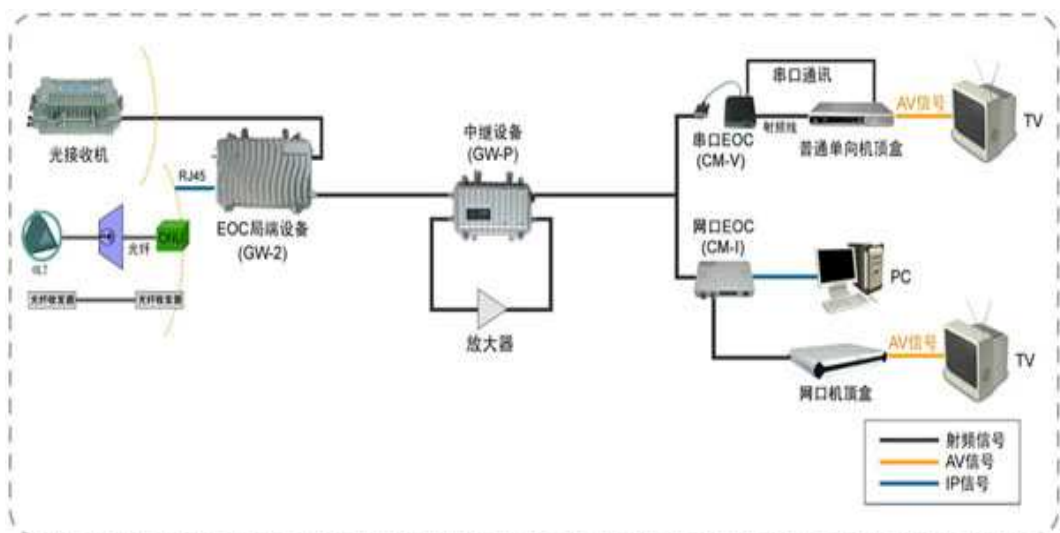 光接收机
RJ45
EOC局端设备
(GW-2)
OLT
光纤
ONU
光纤收发器
光纤收发器
中继设备
(GW-P)
放大器
串口通讯
串口EOC
(CM-V)
射频线
普通单向机顶盒
AV信号
TV
网口EOC
(CM-I)
PC
网口机顶盒
AV信号
TV
射频信号
AV信号
IP信号